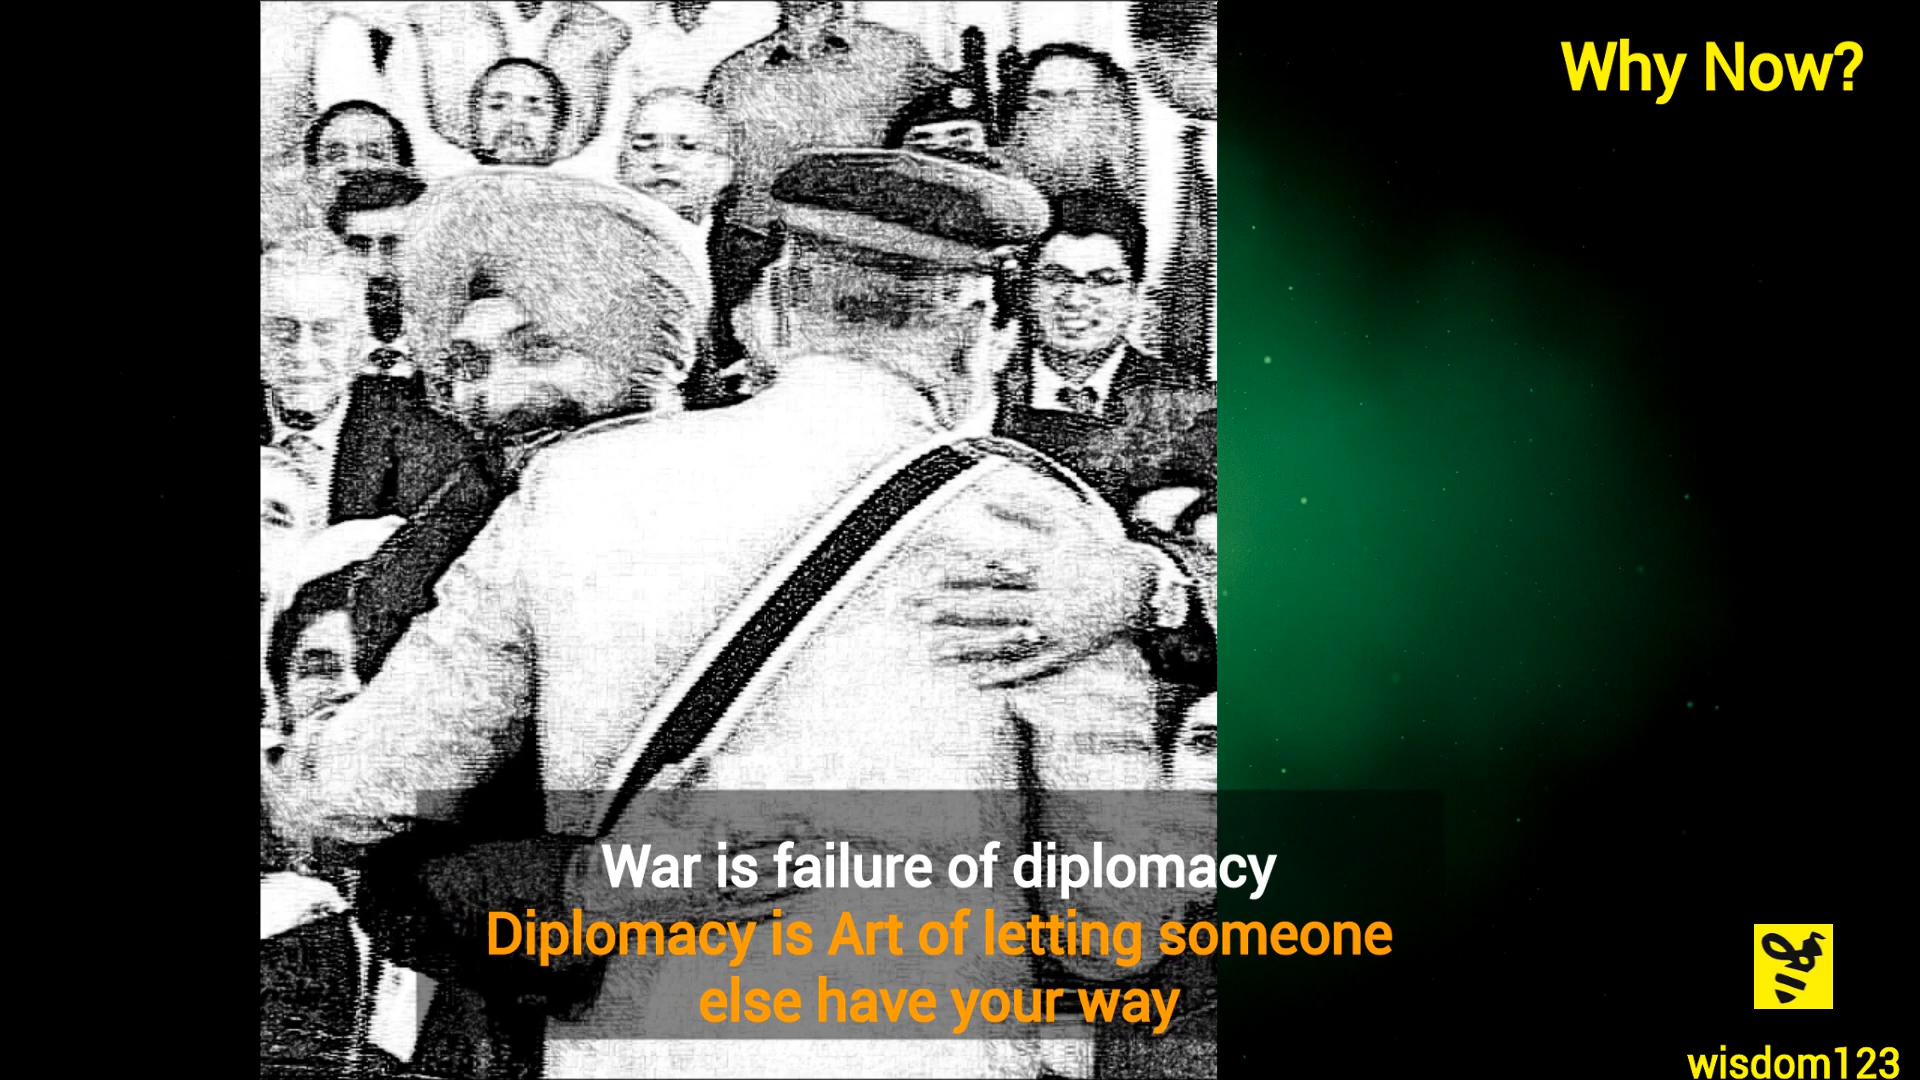 Why Now?
War is failure of diplomacy
Diplomacy is Art of letting someone
else have your way
wisdom123